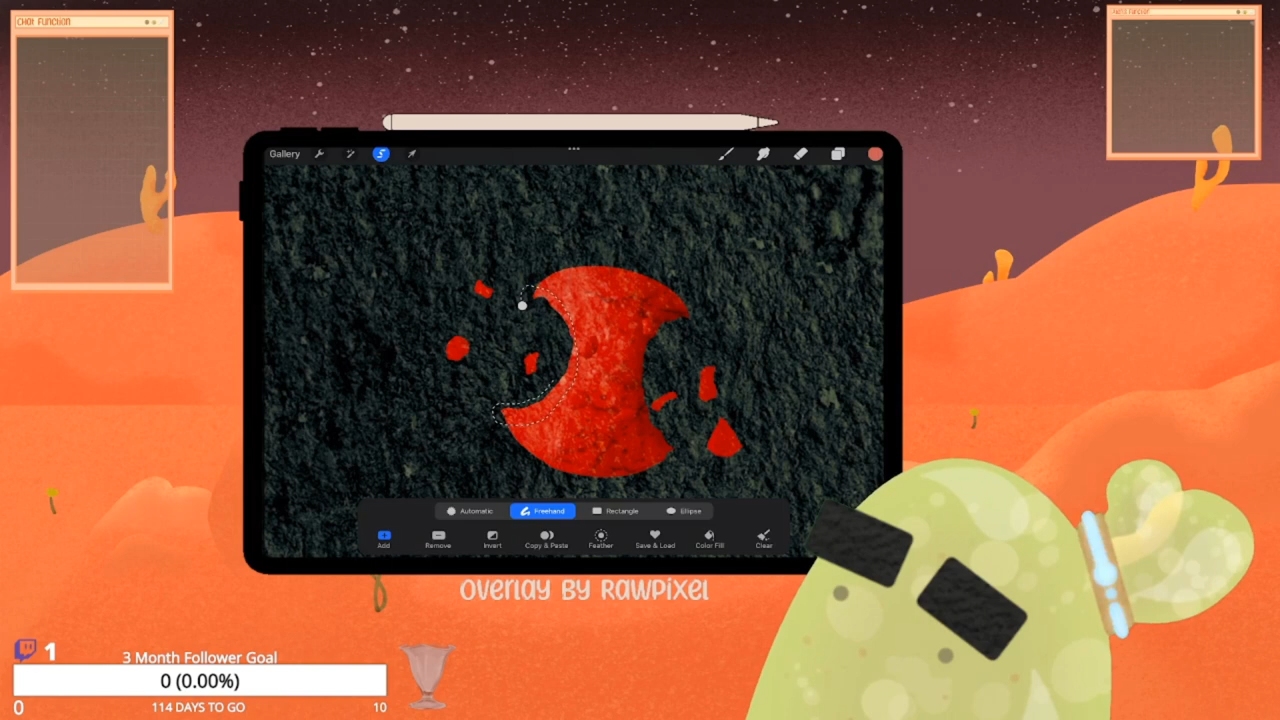 Chat Function
Gallery
Automatic
Freehand
Rectangle
Ellipse
Add
Remove
Invert
Copy & Paste
Feather
Save & Load
Color Fill
Clear
Overlay by Rawpixel
1
3 Month Follower Goal
0 (0.00%)
0
114 DAYS TO GO
10